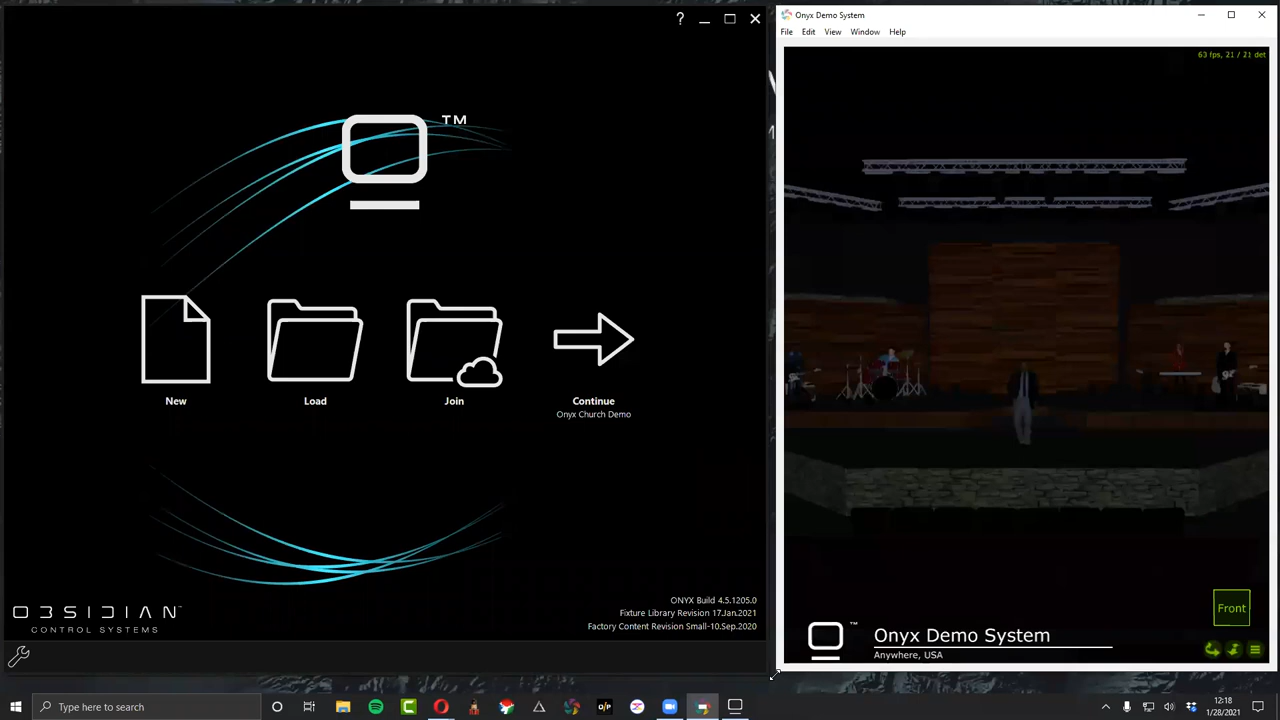 ?
TM
New
Load
Join
Continue
Onyx Church Demo
OBSIDIAN
CONTROL SYSTEMS
ONYX Build 4.5.1205.0
Fixture Library Revision 17.Jan.2021
Factory Content Revision Small-10.Sep.2020
Onyx Demo System
File Edit View Window Help
63 fps, 21 / 21 det
Front
TM
Onyx Demo System
Anywhere, USA
Type here to search
o/p
12:18
1/28/2021